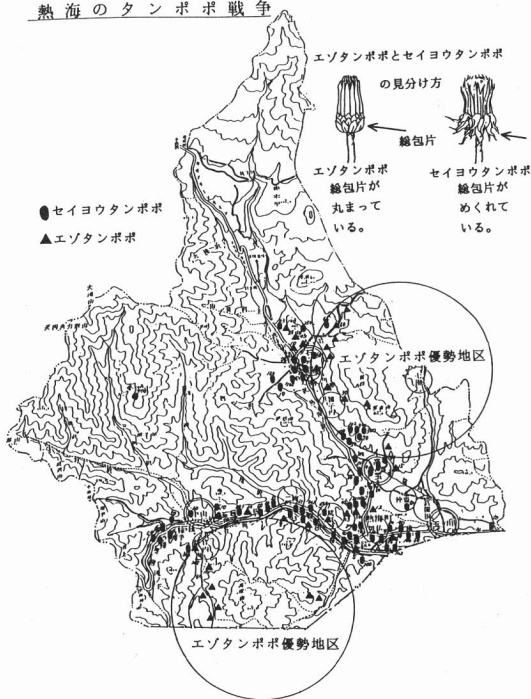 熱海のタンポポ戦争
エゾタンポポとセイヨウタンポポ
の見分け方
総包片
エゾタンポポ
総包片が
丸まって
いる。
セイヨウタンポポ
総包片が
めくれて
いる。
セイヨウタンポポ
エゾタンポポ
エゾタンポポ優勢地区
エゾタンポポ優勢地区